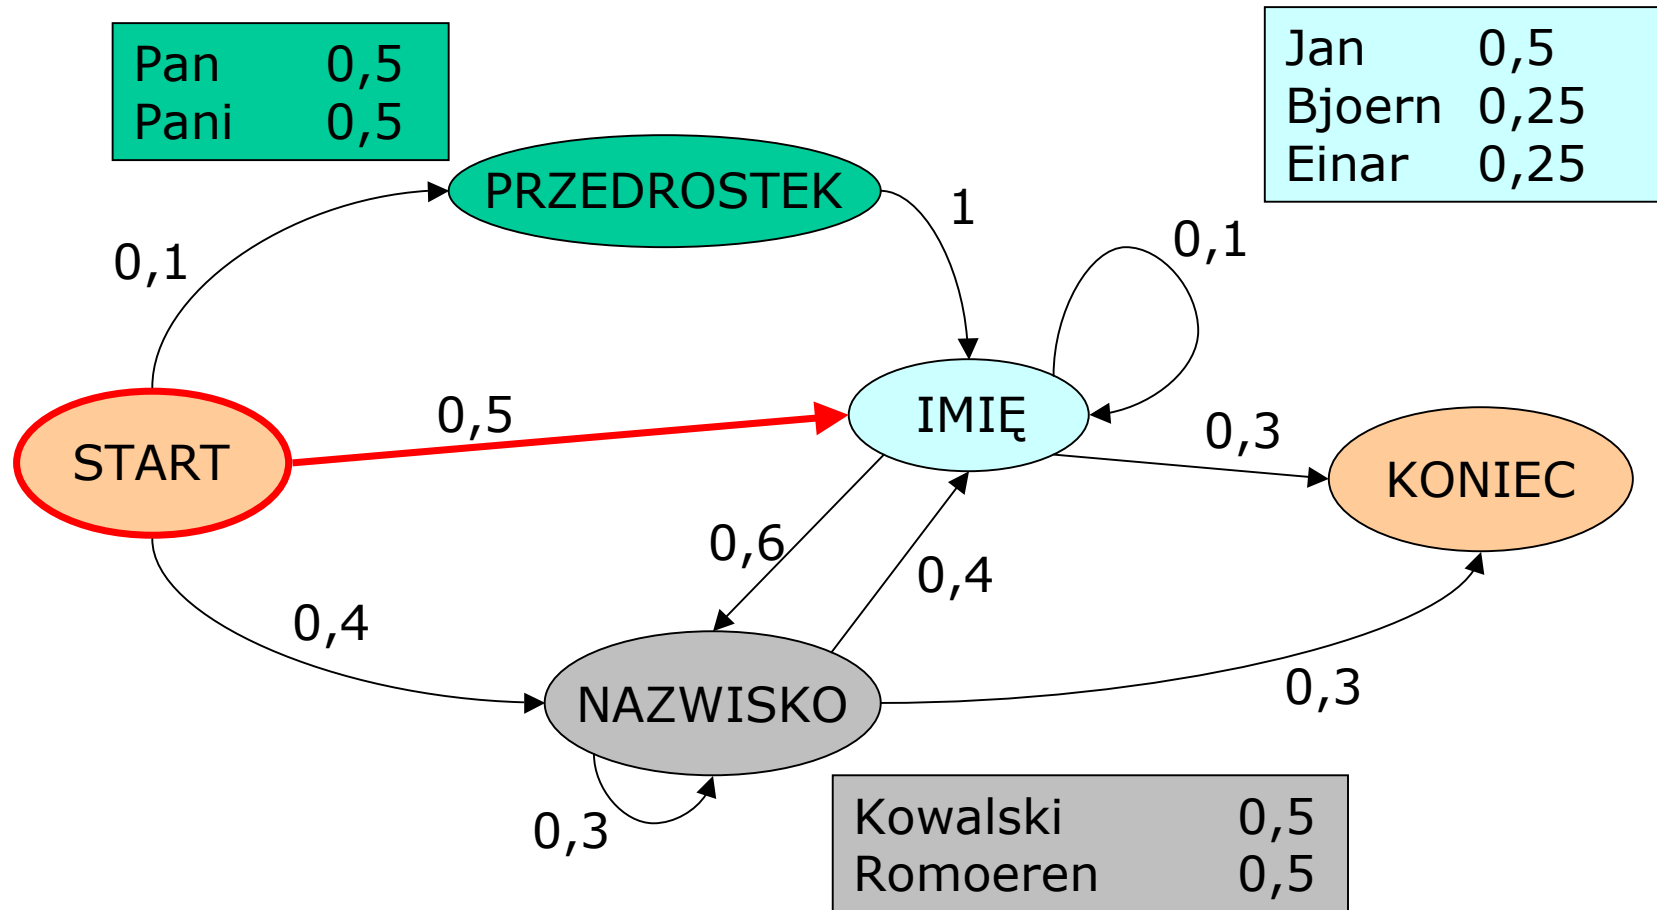 Pan 0,5
Pani 0,5
Jan 0,5
Bjoern 0,25
Einar 0,25
PRZEDROSTEK
1
0,1
0,1
START
0,5
IMIĘ
0,3
KONIEC
0,6
0,4
0,4
NAZWISKO
0,3
0,3
Kowalski 0,5
Romoeren 0,5